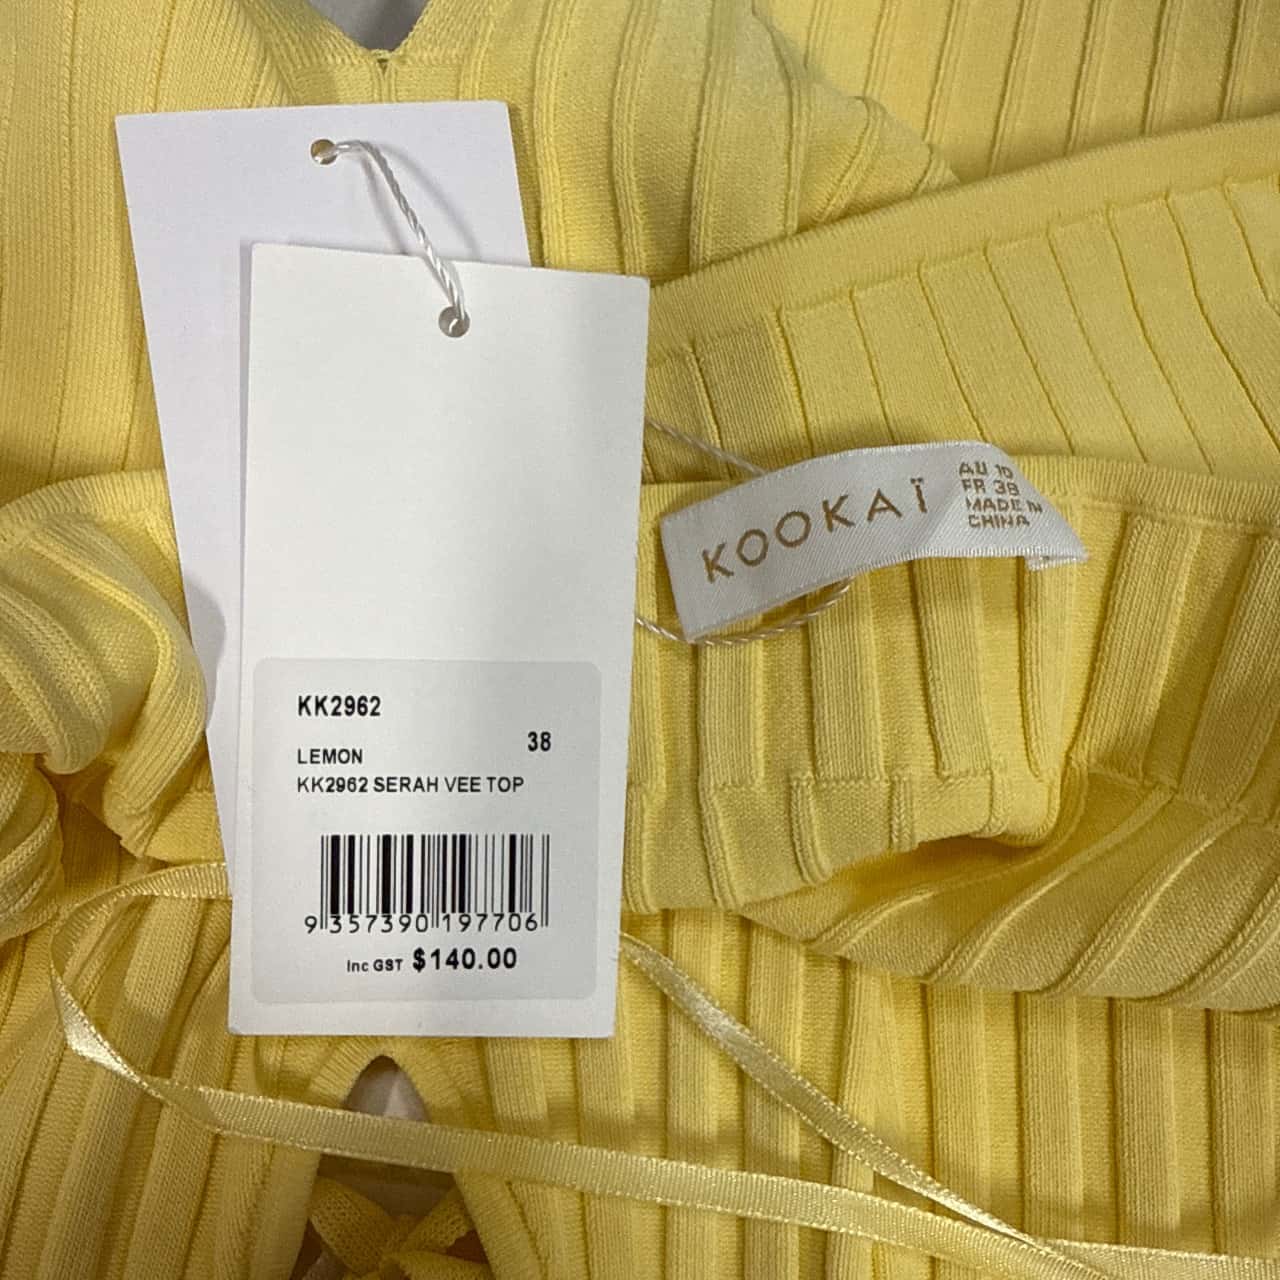 KOOKAÏ
AU 10
FR 38
MADE IN
CHINA
KK2962
38
LEMON
KK2962 SERAH VEE TOP
9 357390 197706
Inc GST $140.00